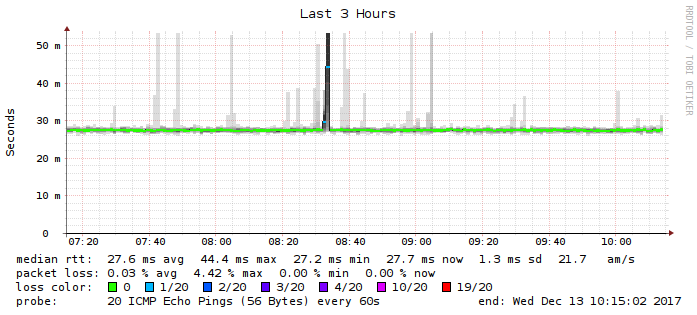 Last 3 Hours
RRDTOOL / TOBI OETIKER
Seconds
50 m
40 m
30 m
20 m
10 m
0
07:20 07:40 08:00 08:20 08:40 09:00 09:20 09:40 10:00
median rtt: 27.6 ms avg 44.4 ms max 27.2 ms min 27.7 ms now 1.3 ms sd 21.7 am/s
packet loss: 0.03 % avg 4.42 % max 0.00 % min 0.00 % now
loss color: 0 1/20 2/20 3/20 4/20 10/20 19/20
probe: 20 ICMP Echo Pings (56 Bytes) every 60s end: Wed Dec 13 10:15:02 2017